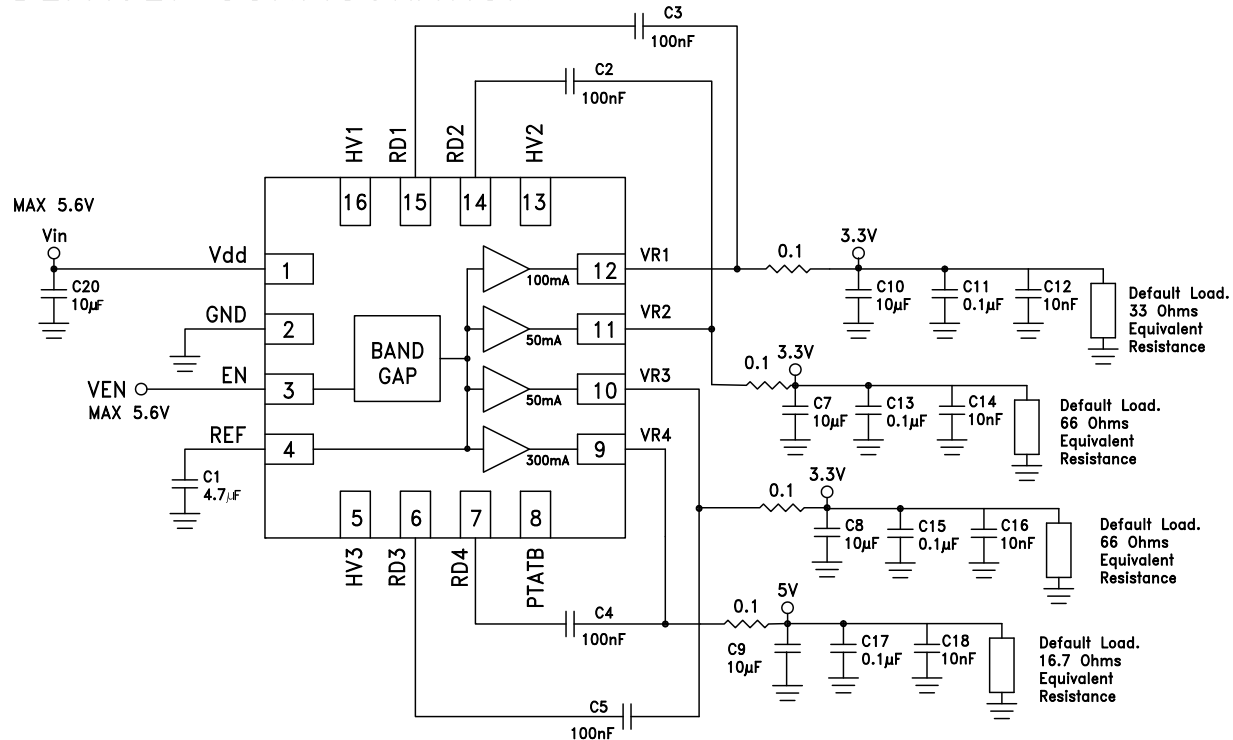 C3
100nF
C2
100nF
HV1
RD1
RD2
HV2
MAX 5.6V
Vin
16
15
14
13
Vdd
1
12
VR1
0.1
3.3V
C20
10µF
100mA
C10
10µF
C11
0.1µF
C12
10nF
Default Load.
33 Ohms
Equivalent
Resistance
GND
2
11
VR2
50mA
BAND
GAP
0.1
3.3V
VEN
MAX 5.6V
EN
3
10
VR3
50mA
C7
10µF
C13
0.1µF
C14
10nF
Default Load.
66 Ohms
Equivalent
Resistance
REF
4
9
VR4
300mA
C1
4.7µF
0.1
3.3V
5
6
7
8
C8
10µF
C15
0.1µF
C16
10nF
Default Load.
66 Ohms
Equivalent
Resistance
HV3
RD3
RD4
PTATB
C4
100nF
0.1
5V
C9
10µF
C17
0.1µF
C18
10nF
Default Load.
16.7 Ohms
Equivalent
Resistance
C5
100nF